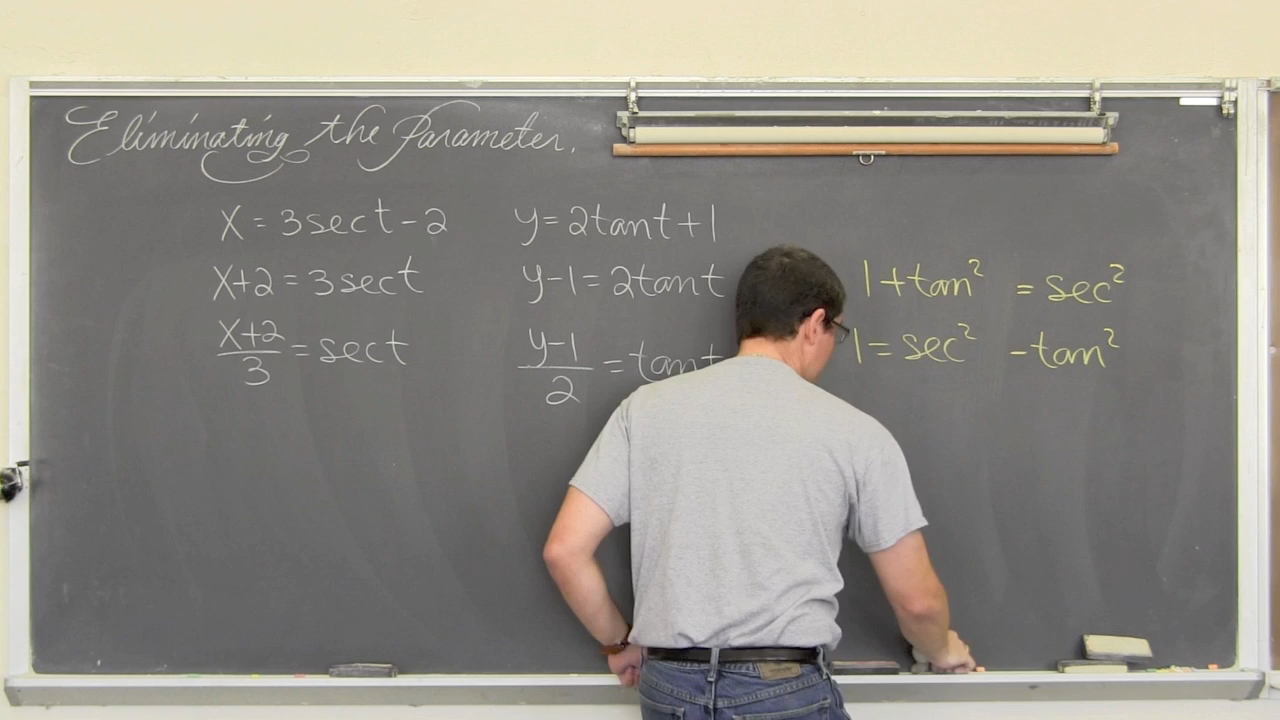 Eliminating the Parameter.
x = 3sect - 2
y = 2tant + 1
x+2 = 3sect
y-1 = 2tant
1 + tan² = sec²
(x+2)/3 = sect
(y-1)/2 = tant
1 = sec² - tan²